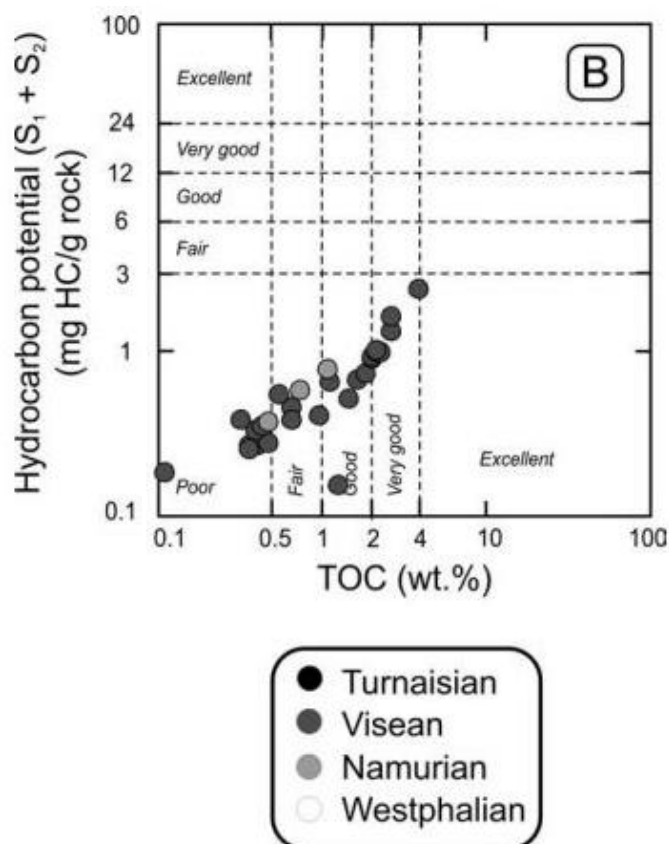 100
Excellent
B
24
Very good
12
Good
6
Fair
3
1
0.1
Hydrocarbon potential (S1 + S2)
(mg HC/g rock)
Poor
Fair
Good
Very good
Excellent
0.1
0.5
1
2
4
10
100
TOC (wt.%)
Turnaisian
Visean
Namurian
Westphalian